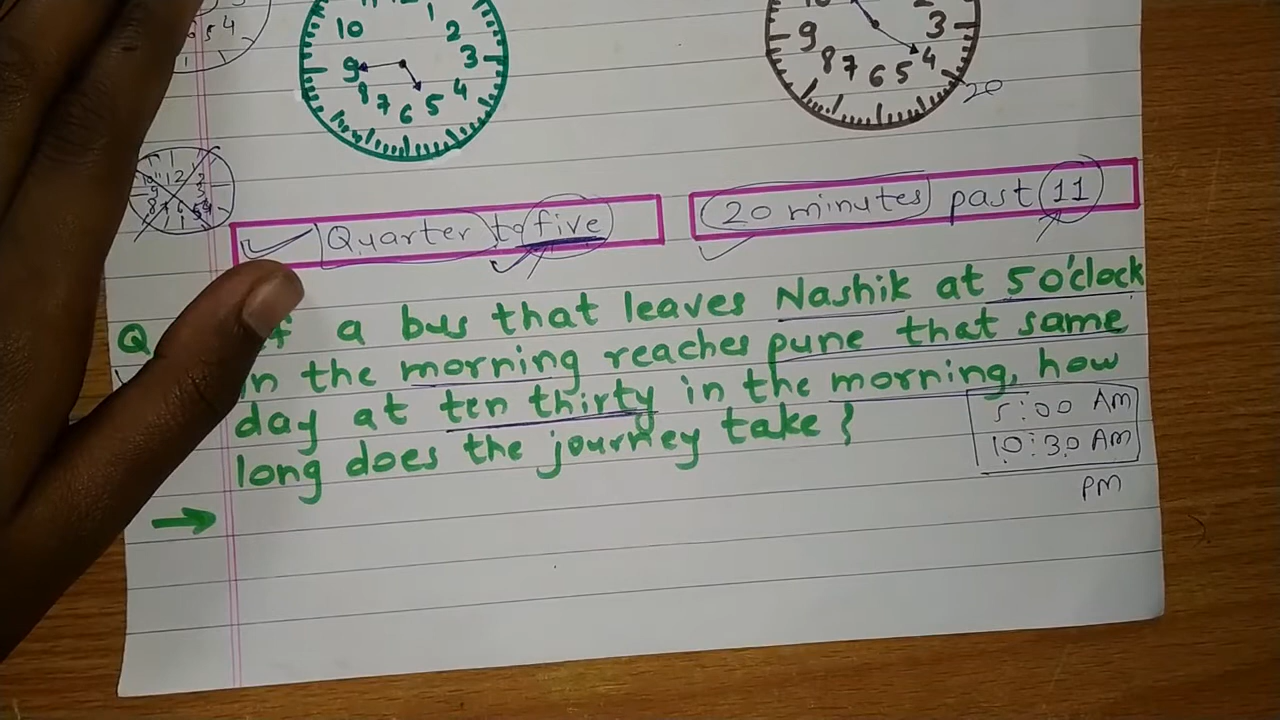 10 1 2
9 3
8 7 6 5 4
9 3
8 7 6 5 4
20
Quarter to five
20 minutes past 11
Q a bus that leaves Nashik at 5 o'clock
in the morning reaches pune that same
day at ten thirty in the morning, how
long does the journey take?
5:00 AM
10:30 AM
PM
→